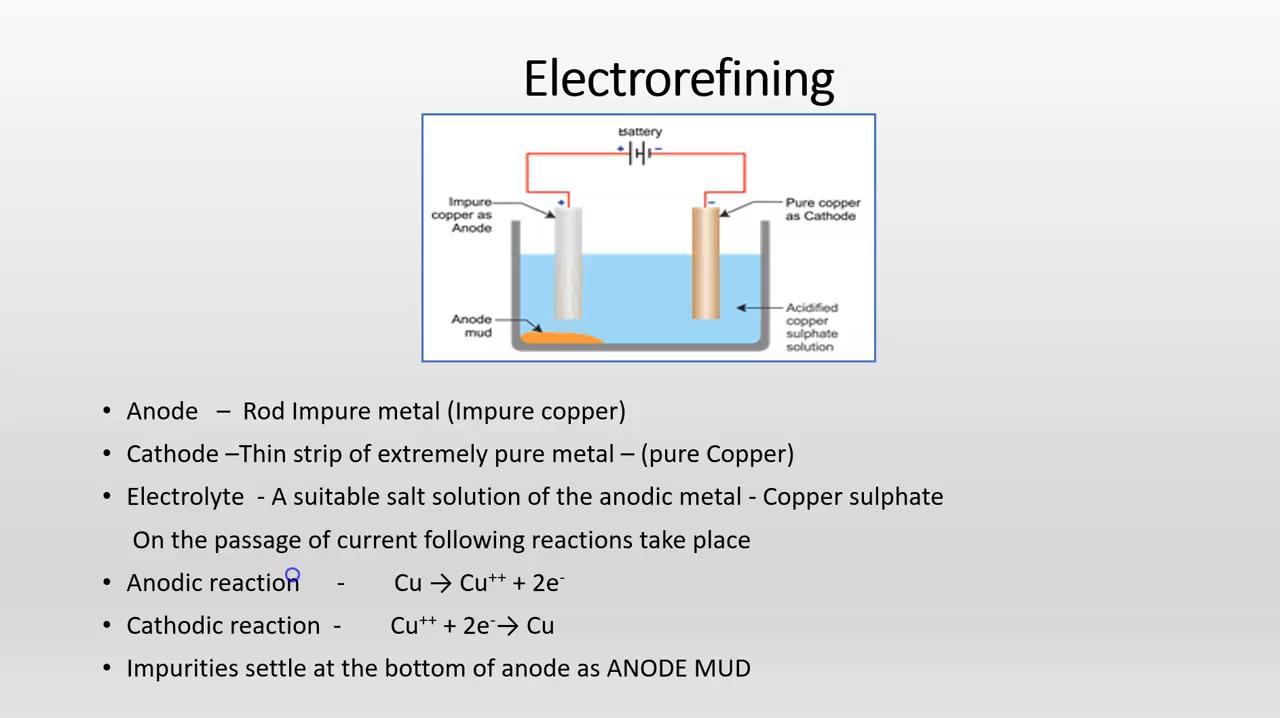 Electrorefining
Battery
+ −
Impure
copper as
Anode
+
−
Pure copper
as Cathode
Anode
mud
Acidified
copper
sulphate
solution
• Anode – Rod Impure metal (Impure copper)
• Cathode –Thin strip of extremely pure metal – (pure Copper)
• Electrolyte - A suitable salt solution of the anodic metal - Copper sulphate
On the passage of current following reactions take place
• Anodic reaction - Cu → Cu⁺⁺ + 2e⁻
• Cathodic reaction - Cu⁺⁺ + 2e⁻→ Cu
• Impurities settle at the bottom of anode as ANODE MUD